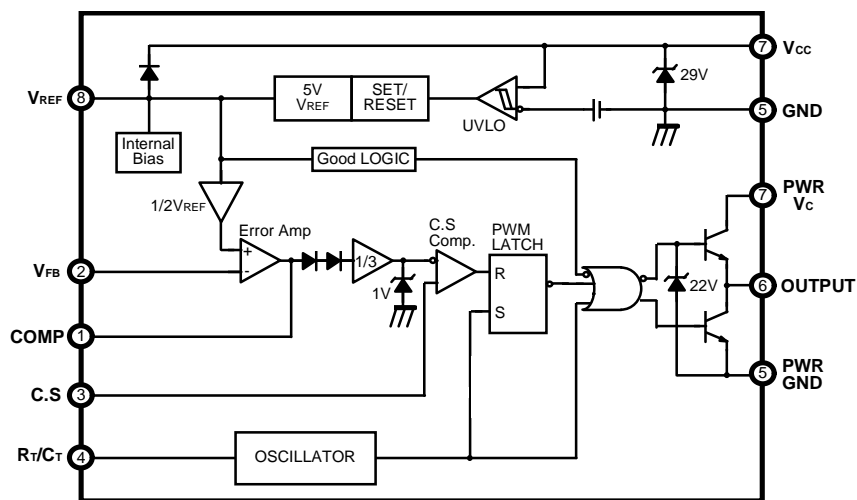 7 VCC
VREF 8
5V
VREF
SET/
RESET
UVLO
29V
5 GND
Internal
Bias
Good LOGIC
1/2VREF
7 PWR
VC
Error Amp
C.S
Comp.
PWM
LATCH
+
-
1/3
R
S
1V
22V
VFB 2
6 OUTPUT
COMP 1
C.S 3
5 PWR
GND
RT/CT 4
OSCILLATOR